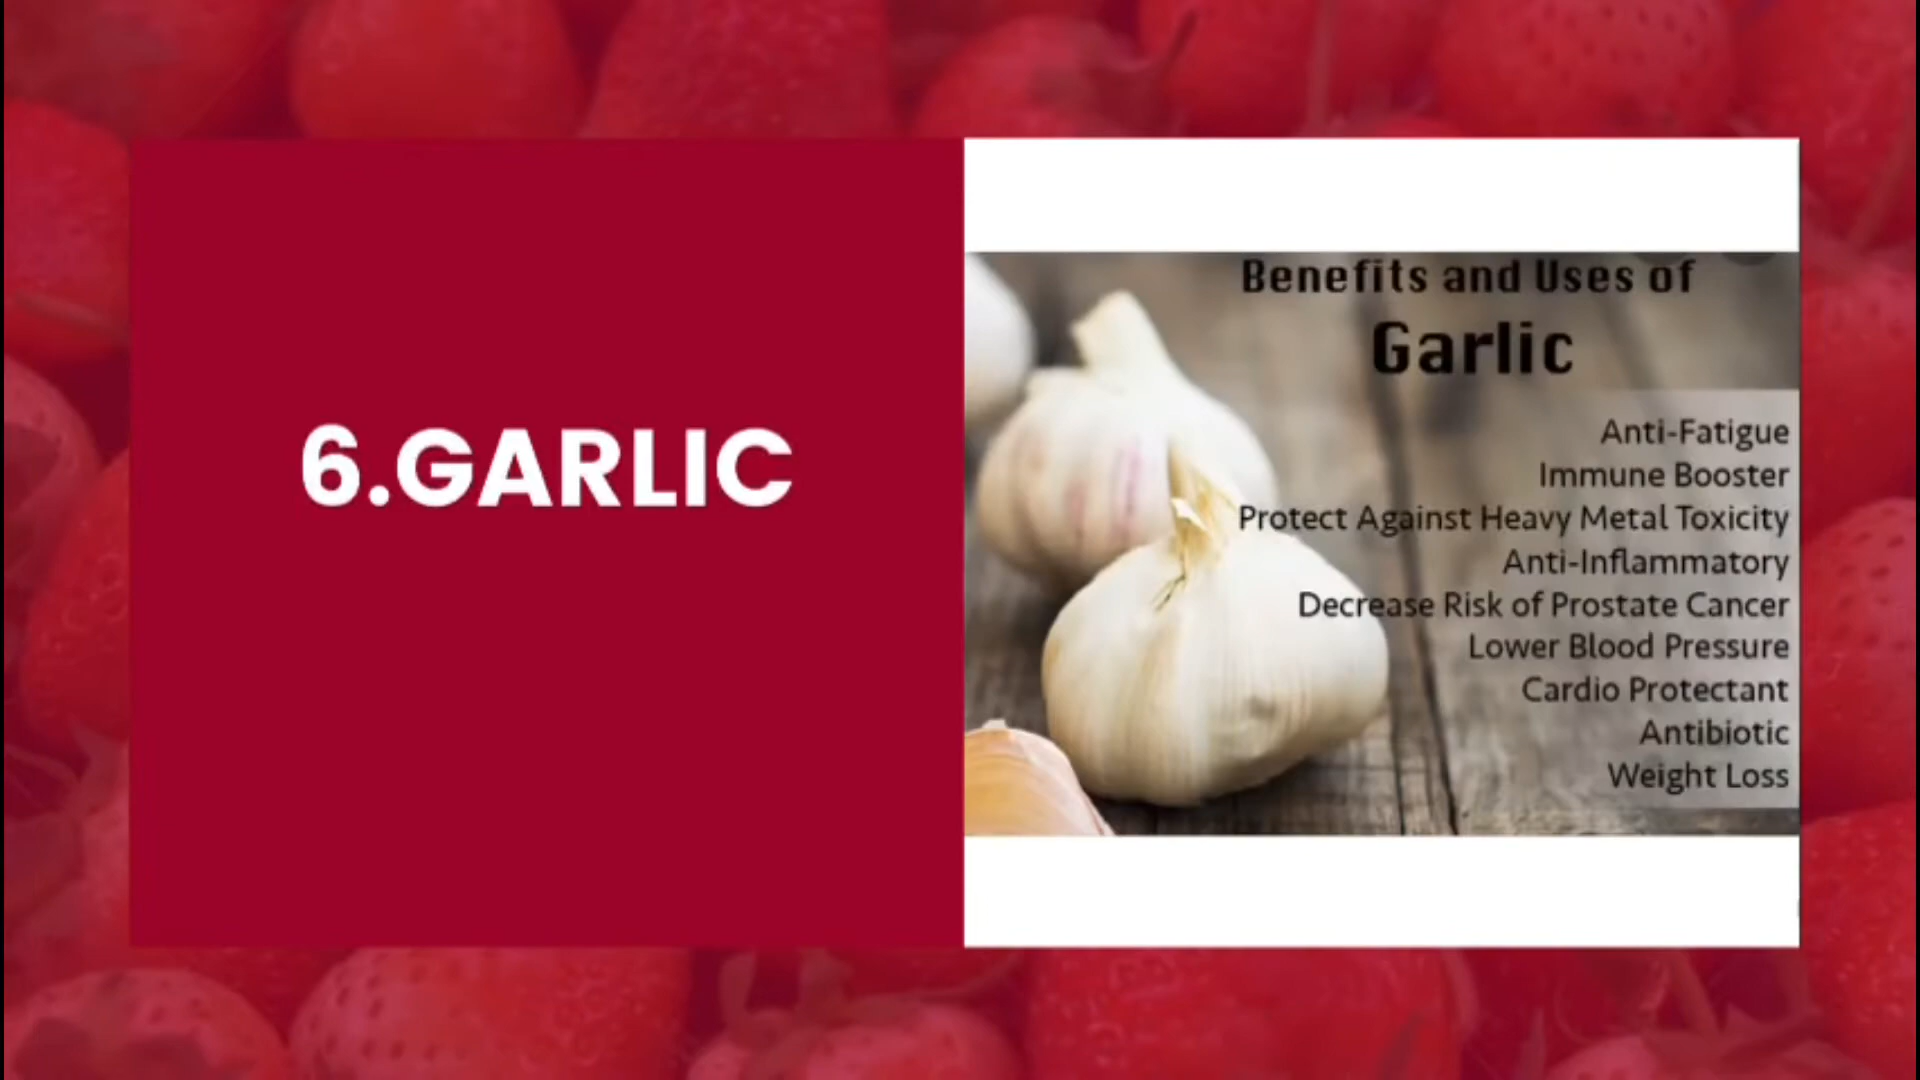 6.GARLIC
Benefits and Uses of
Garlic
Anti-Fatigue
Immune Booster
Protect Against Heavy Metal Toxicity
Anti-Inflammatory
Decrease Risk of Prostate Cancer
Lower Blood Pressure
Cardio Protectant
Antibiotic
Weight Loss